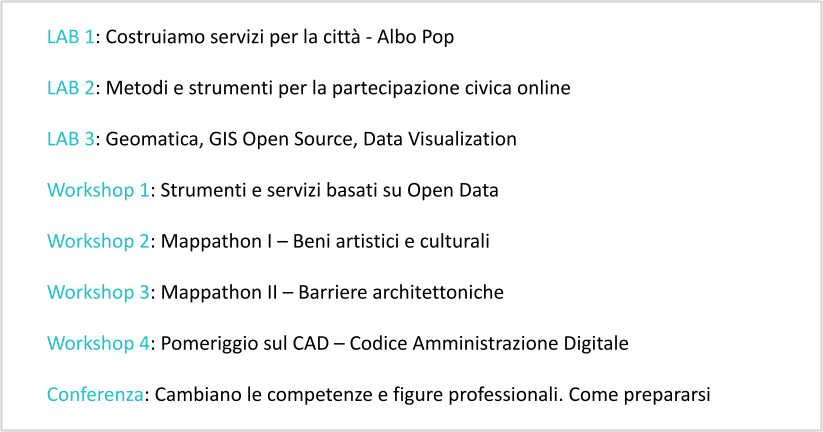 LAB 1: Costruiamo servizi per la città - Albo Pop
LAB 2: Metodi e strumenti per la partecipazione civica online
LAB 3: Geomatica, GIS Open Source, Data Visualization
Workshop 1: Strumenti e servizi basati su Open Data
Workshop 2: Mappathon I – Beni artistici e culturali
Workshop 3: Mappathon II – Barriere architettoniche
Workshop 4: Pomeriggio sul CAD – Codice Amministrazione Digitale
Conferenza: Cambiano le competenze e figure professionali. Come prepararsi